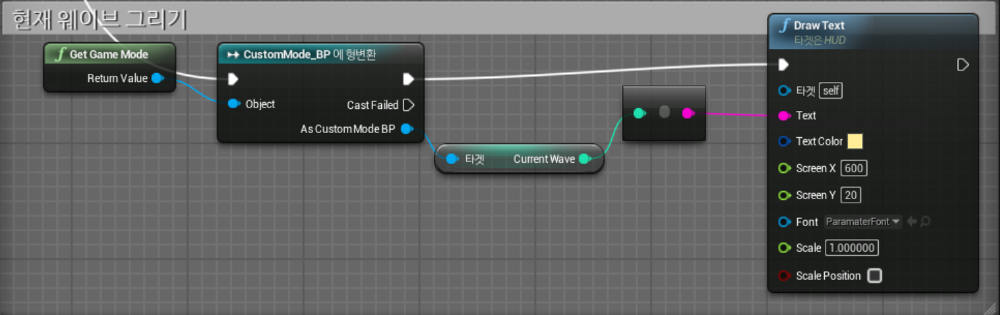 현재 웨이브 그리기
Get Game Mode
Return Value
CustomMode_BP 에 형변환
Object
Cast Failed
As Custom Mode BP
타겟 Current Wave
Draw Text
타겟은 HUD
타겟 self
Text
Text Color
Screen X 600
Screen Y 20
Font ParamaterFont
Scale 1.000000
Scale Position